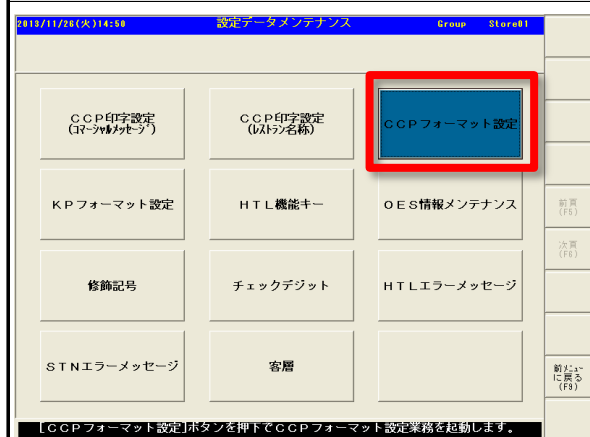 2013/11/26(火)14:50 設定データメンテナンス Group Store01
CCP印字設定
(コマーシャルメッセージ)
CCP印字設定
(レストラン名称)
CCPフォーマット設定
KPフォーマット設定
HTL機能キー
OES情報メンテナンス
前頁
(F5)
次頁
(F6)
修飾記号
チェックデジット
HTLエラーメッセージ
STNエラーメッセージ
客層
前メニュー
に戻る
(F9)
[CCPフォーマット設定]ボタンを押下でCCPフォーマット設定業務を起動します。